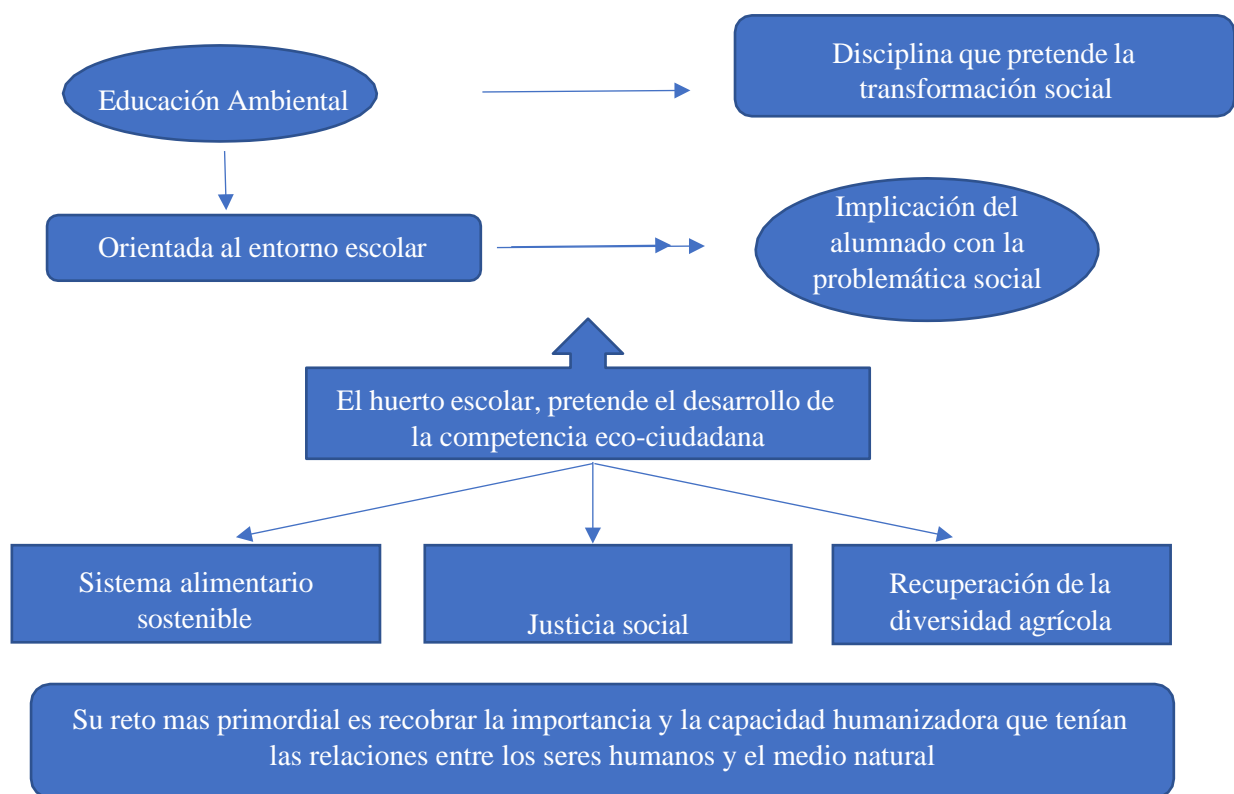 Educación Ambiental
Disciplina que pretende la
transformación social
Orientada al entorno escolar
Implicación del
alumnado con la
problemática social
El huerto escolar, pretende el desarrollo de
la competencia eco-ciudadana
Sistema alimentario
sostenible
Justicia social
Recuperación de la
diversidad agrícola
Su reto mas primordial es recobrar la importancia y la capacidad humanizadora que tenían
las relaciones entre los seres humanos y el medio natural